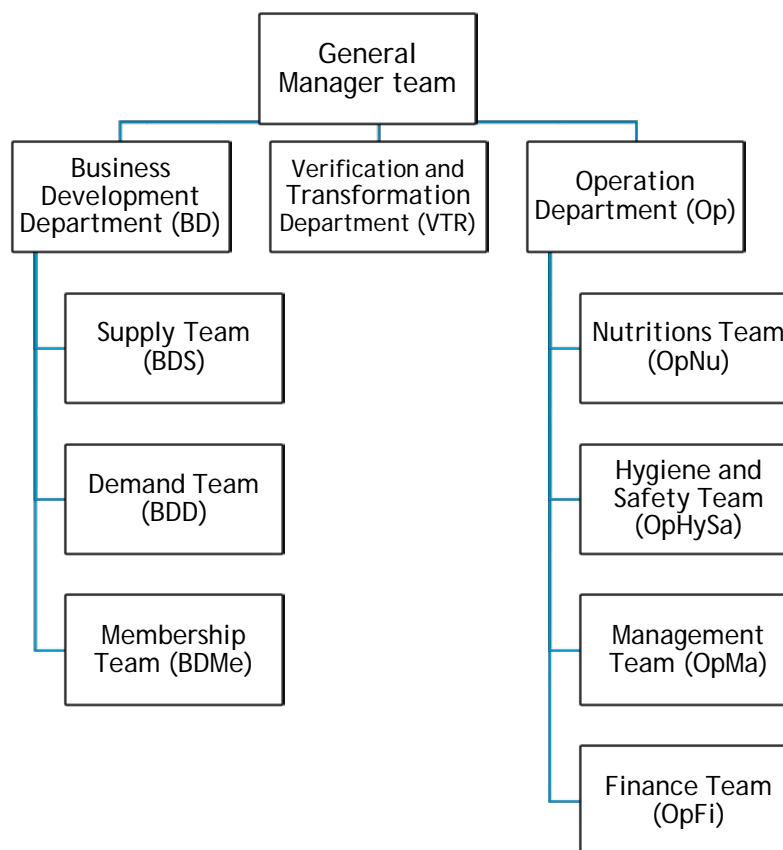 General
Manager team
Business
Development
Department (BD)
Verification and
Transformation
Department (VTR)
Operation
Department (Op)
Supply Team
(BDS)
Demand Team
(BDD)
Membership
Team (BDMe)
Nutritions Team
(OpNu)
Hygiene and
Safety Team
(OpHySa)
Management
Team (OpMa)
Finance Team
(OpFi)